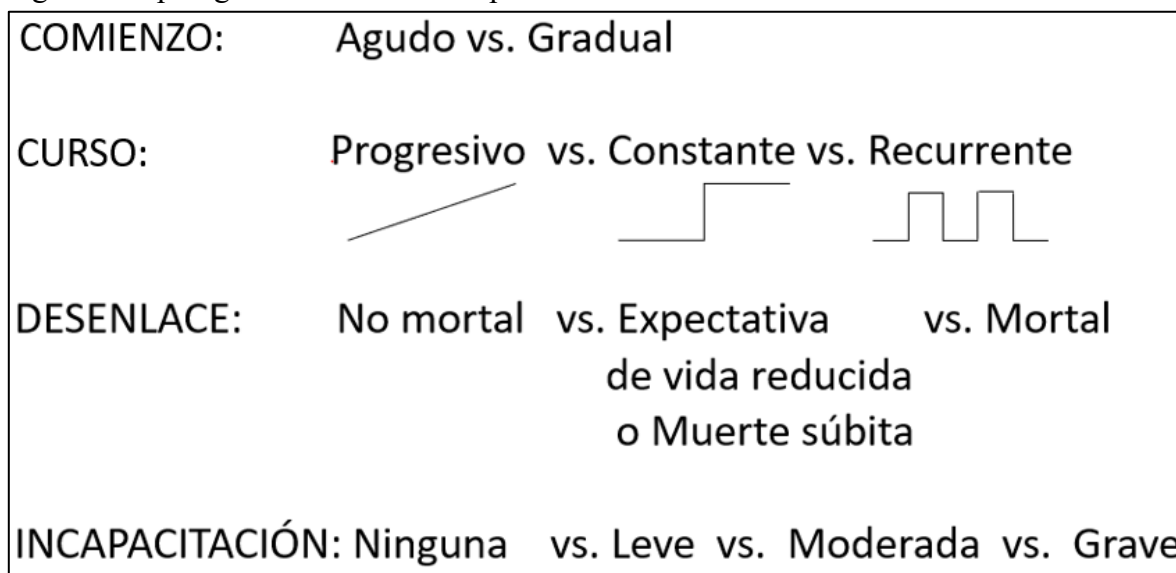 COMIENZO: Agudo vs. Gradual
CURSO: Progresivo vs. Constante vs. Recurrente
DESENLACE: No mortal vs. Expectativa vs. Mortal
de vida reducida
o Muerte súbita
INCAPACITACIÓN: Ninguna vs. Leve vs. Moderada vs. Grave